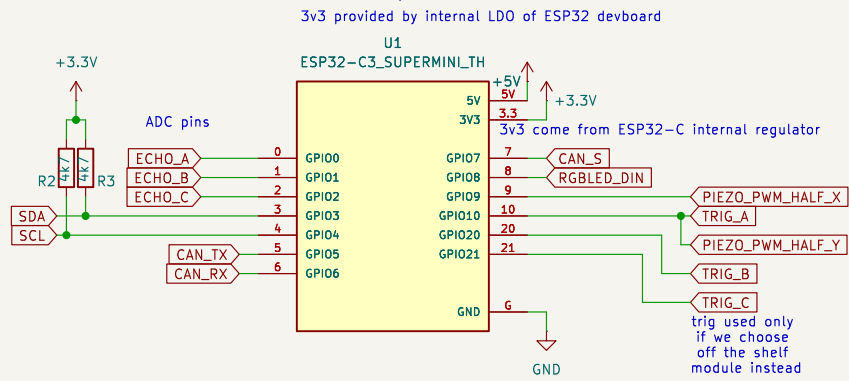 3v3 provided by internal LDO of ESP32 devboard
U1
ESP32-C3_SUPERMINI_TH
+3.3V
+5V
5V
5V
+3.3V
3.3
3V3
ADC pins
3v3 come from ESP32-C internal regulator
ECHO_A
0
GPIO0
GPIO7
7
CAN_S
ECHO_B
1
GPIO1
GPIO8
8
RGBLED_DIN
R2
4k7
4k7
R3
ECHO_C
2
GPIO2
GPIO9
9
PIEZO_PWM_HALF_X
SDA
3
GPIO3
GPIO10
10
TRIG_A
SCL
4
GPIO4
GPIO20
20
PIEZO_PWM_HALF_Y
CAN_TX
5
GPIO5
GPIO21
21
CAN_RX
6
GPIO6
TRIG_B
TRIG_C
GND
G
GND
trig used only
if we choose
off the shelf
module instead